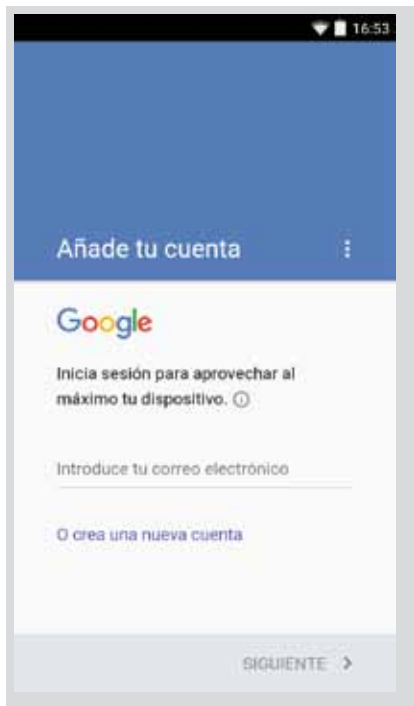 16:53
Añade tu cuenta
Google
Inicia sesión para aprovechar al
máximo tu dispositivo.
Introduce tu correo electrónico
O crea una nueva cuenta
SIGUIENTE